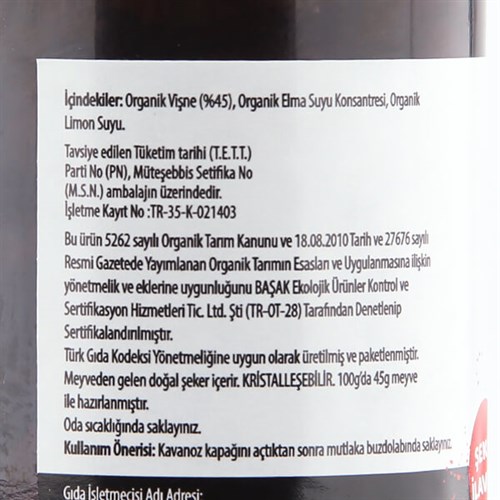 İçindekiler: Organik Vişne (%45), Organik Elma Suyu Konsantresi, Organik
Limon Suyu.
Tavsiye edilen Tüketim tarihi (T.E.T.T.)
Parti No (PN), Müteşebbis Setifika No
(M.S.N.) ambalajın üzerindedir.
İşletme Kayıt No :TR-35-K-021403
Bu ürün 5262 sayılı Organik Tarım Kanunu ve 18.08.2010 Tarih ve 27676 sayılı
Resmi Gazetede Yayımlanan Organik Tarımın Esasları ve Uygulanmasına ilişkin
yönetmelik ve eklerine uygunluğunu BAŞAK Ekolojik Ürünler Kontrol ve
Sertifikasyon Hizmetleri Tic. Ltd. Şti (TR-OT-28) Tarafından Denetlenip
Sertifikalandırılmıştır.
Türk Gıda Kodeksi Yönetmeliğine uygun olarak üretilmiş ve paketlenmiştir.
Meyveden gelen doğal şeker içerir. KRİSTALLEŞEBİLİR. 100g'da 45g meyve
ile hazırlanmıştır.
Oda sıcaklığında saklayınız.
Kullanım Önerisi: Kavanoz kapağını açtıktan sonra mutlaka buzdolabında saklayınız.
Gıda İşletmecisi Adı Adresi: